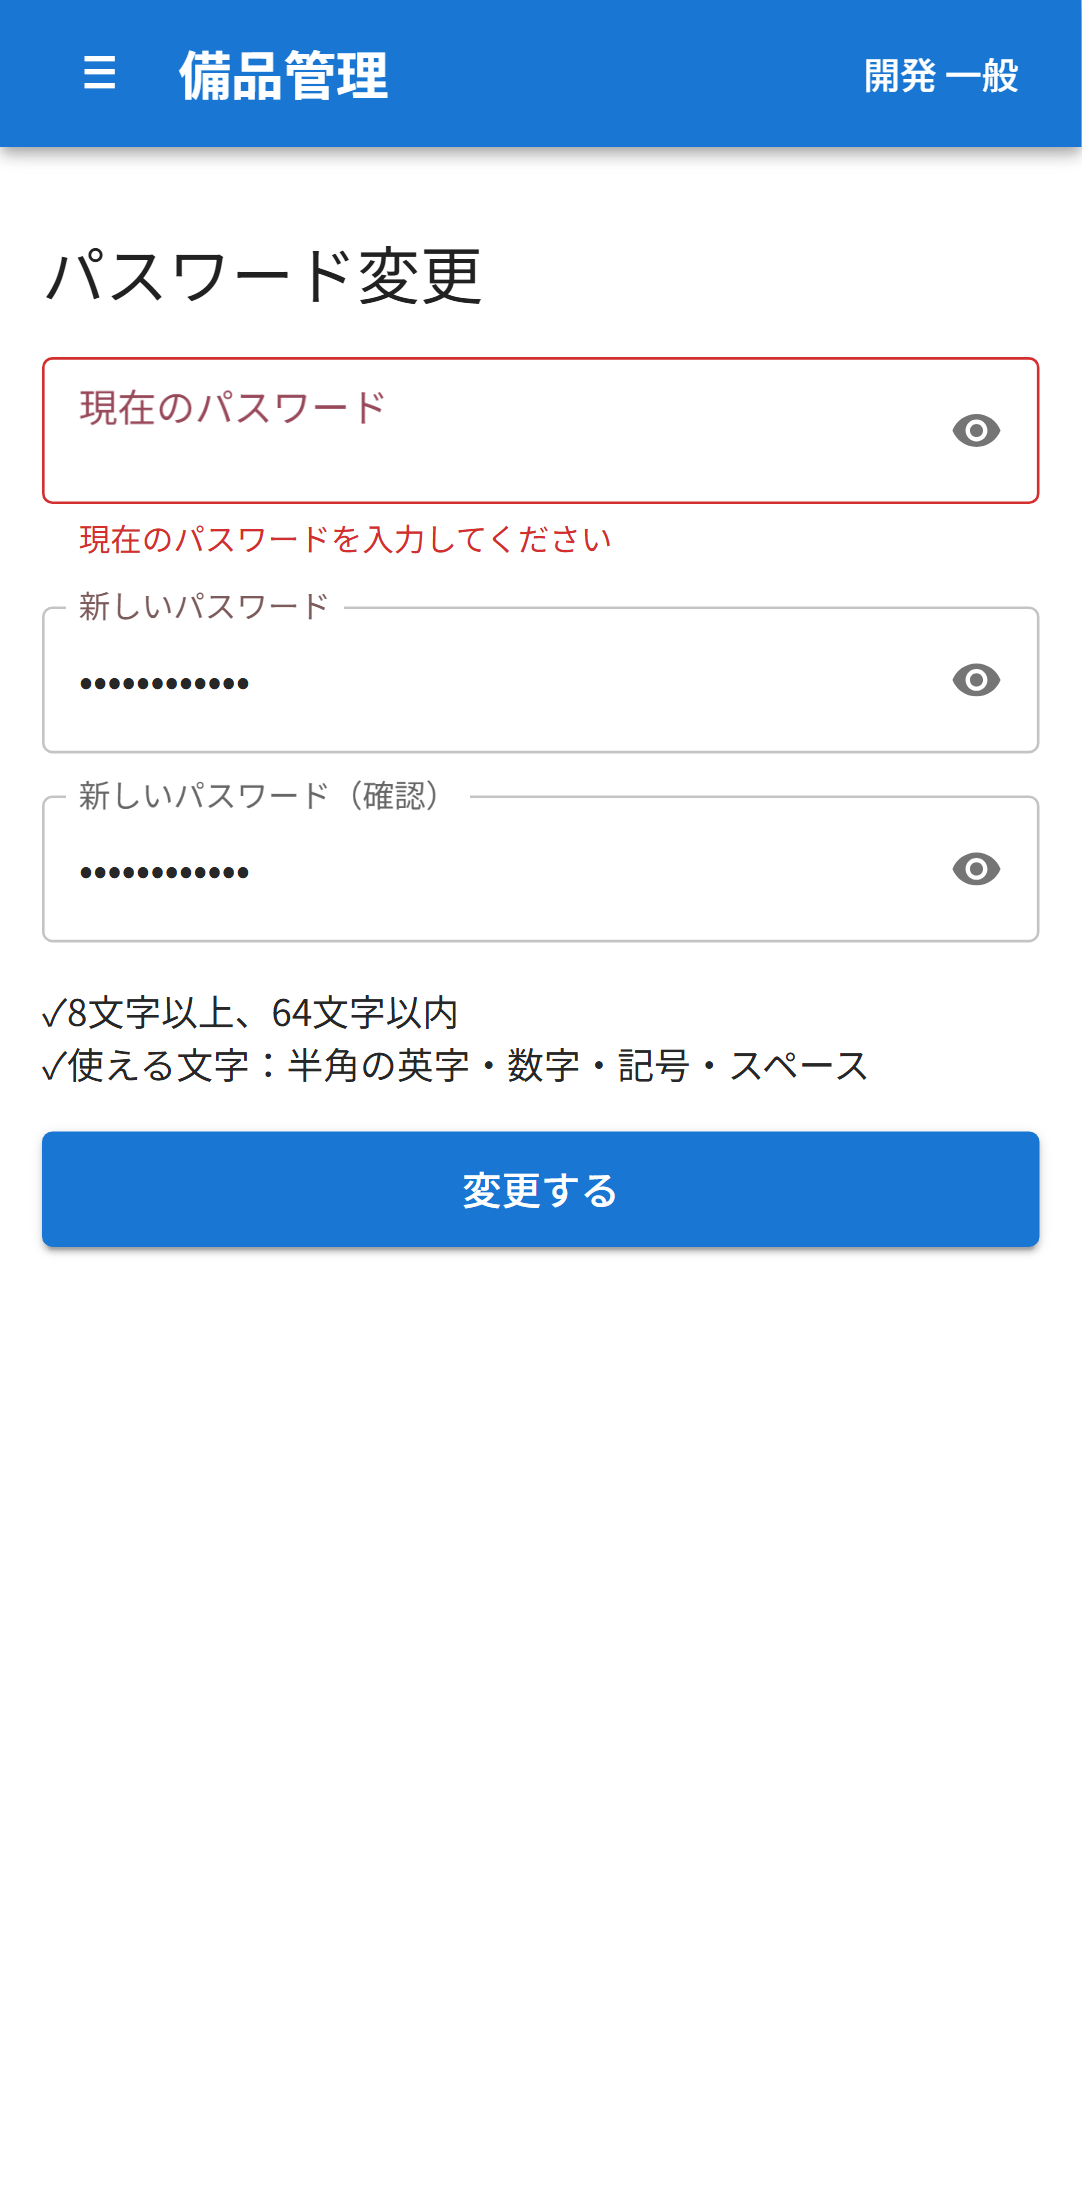 備品管理
開発 一般
パスワード変更
現在のパスワード
現在のパスワードを入力してください
新しいパスワード
••••••••••••
新しいパスワード（確認）
••••••••••••
✓8文字以上、64文字以内
✓使える文字：半角の英字・数字・記号・スペース
変更する